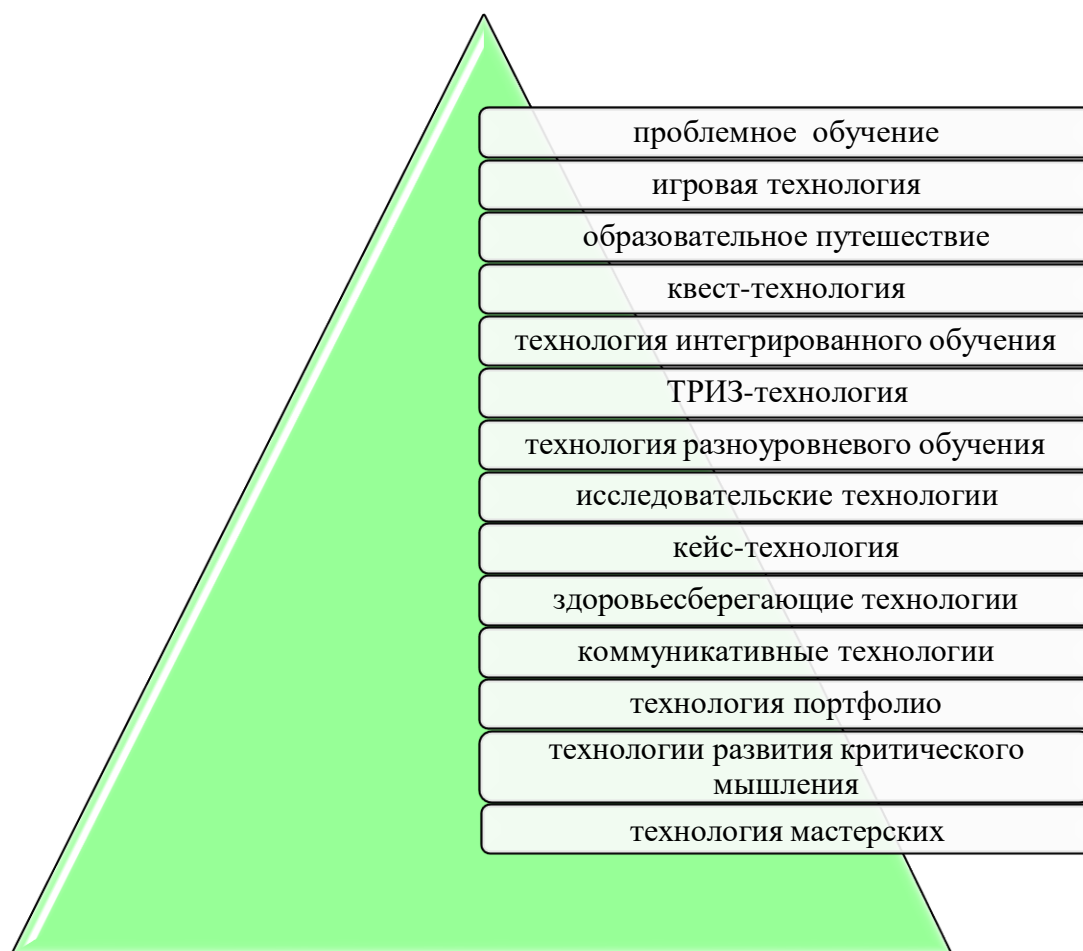 проблемное обучение
игровая технология
образовательное путешествие
квест-технология
технология интегрированного обучения
ТРИЗ-технология
технология разноуровневого обучения
исследовательские технологии
кейс-технология
здоровьесберегающие технологии
коммуникативные технологии
технология портфолио
технологии развития критического
мышления
технология мастерских